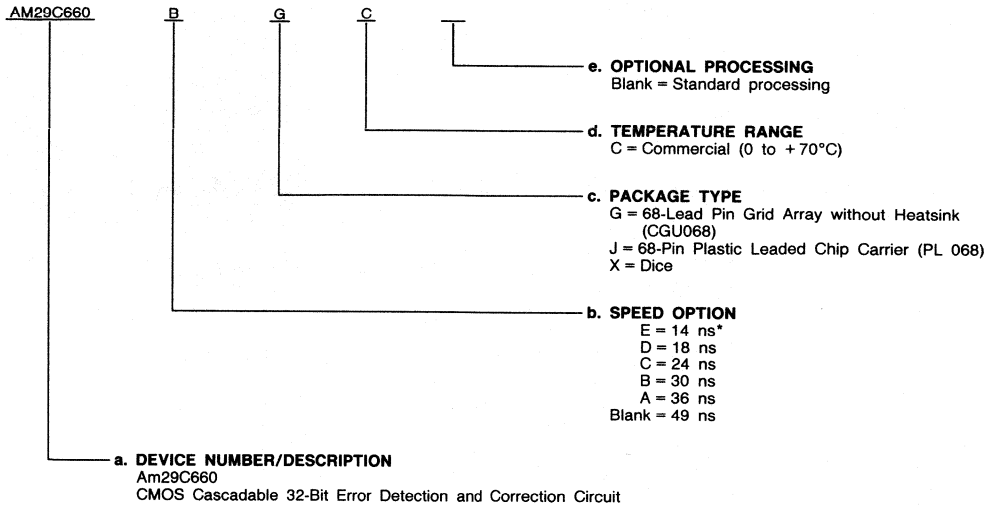 AM29C660 B G C
e. OPTIONAL PROCESSING
Blank = Standard processing
d. TEMPERATURE RANGE
C = Commercial (0 to +70°C)
c. PACKAGE TYPE
G = 68-Lead Pin Grid Array without Heatsink
(CGU068)
J = 68-Pin Plastic Leaded Chip Carrier (PL 068)
X = Dice
b. SPEED OPTION
E = 14 ns*
D = 18 ns
C = 24 ns
B = 30 ns
A = 36 ns
Blank = 49 ns
a. DEVICE NUMBER/DESCRIPTION
Am29C660
CMOS Cascadable 32-Bit Error Detection and Correction Circuit